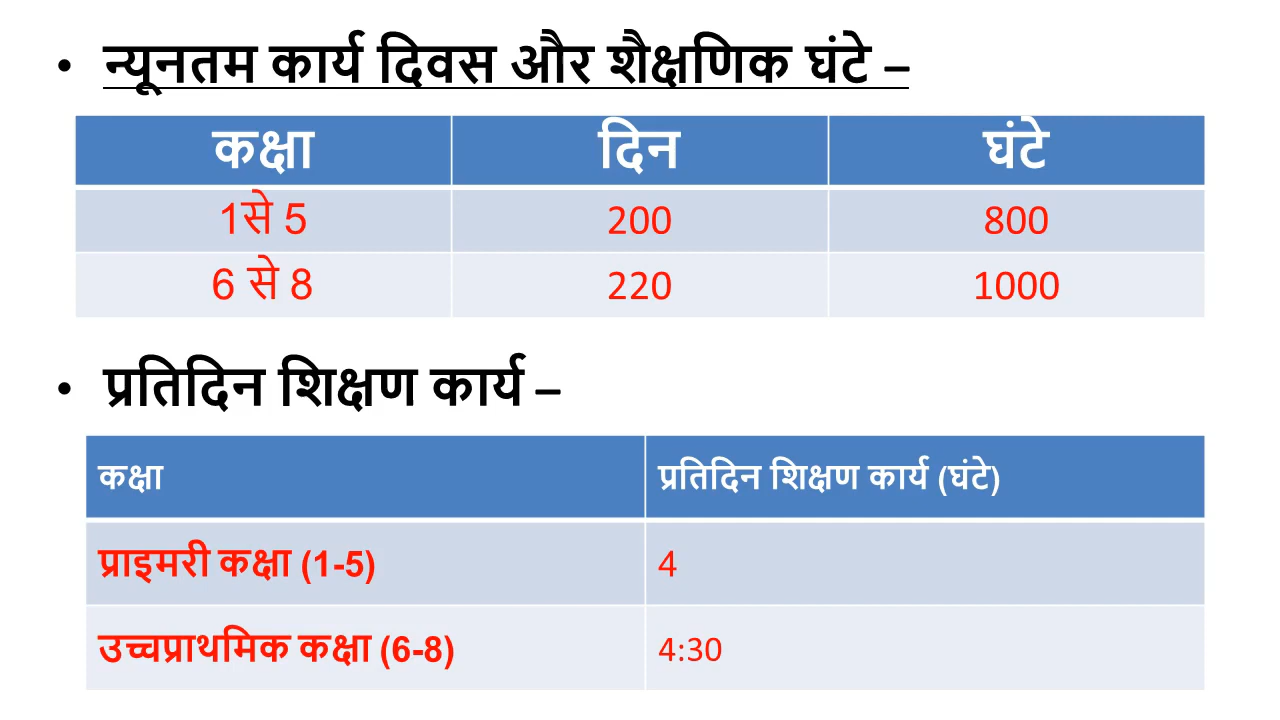 • न्यूनतम कार्य दिवस और शैक्षणिक घंटे –
कक्षा दिन घंटे
1से 5 200 800
6 से 8 220 1000
• प्रतिदिन शिक्षण कार्य –
कक्षा प्रतिदिन शिक्षण कार्य (घंटे)
प्राइमरी कक्षा (1-5) 4
उच्चप्राथमिक कक्षा (6-8) 4:30